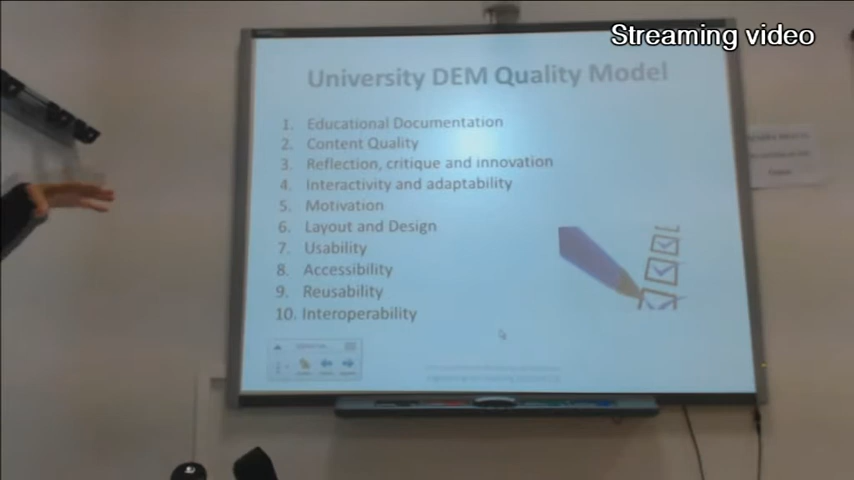 Streaming video
University DEM Quality Model
1. Educational Documentation
2. Content Quality
3. Reflection, critique and innovation
4. Interactivity and adaptability
5. Motivation
6. Layout and Design
7. Usability
8. Accessibility
9. Reusability
10. Interoperability